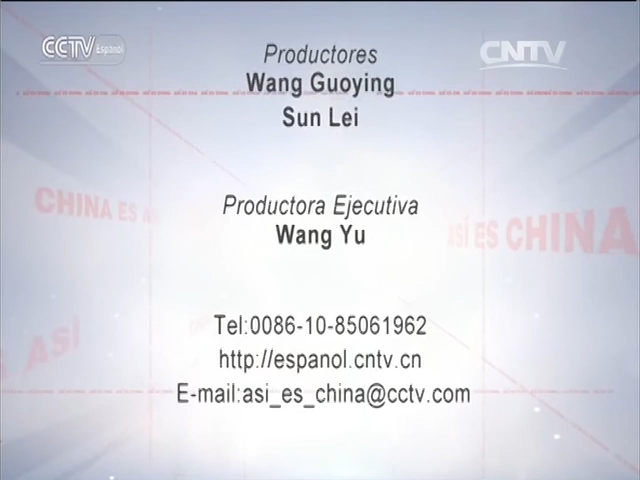 CCTV Español
CNTV
Productores
Wang Guoying
Sun Lei
CHINA ES A
Productora Ejecutiva
Wang Yu
ASÍ ES CHINA
Tel:0086-10-85061962
http://espanol.cntv.cn
S ASÍ
E-mail:asi_es_china@cctv.com